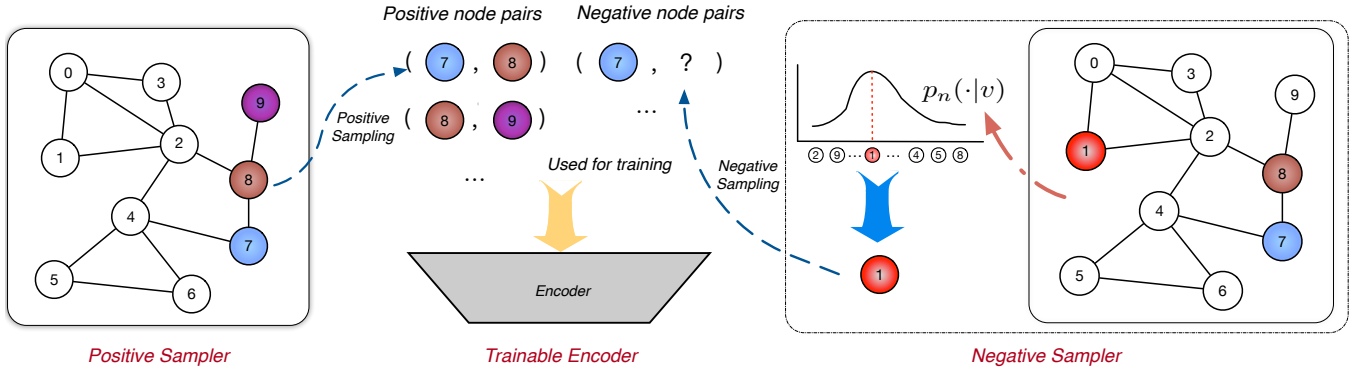 Positive node pairs
Negative node pairs
( 7 , 8 )
( 7 , ? )
( 8 , 9 )
...
...
0
3
9
1
2
8
4
7
5
6
Positive
Sampling
Used for training
Encoder
Negative
Sampling
p_n(·|v)
2 9 ... 1 ... 4 5 8
1
0
3
9
1
2
8
4
7
5
6
Positive Sampler
Trainable Encoder
Negative Sampler